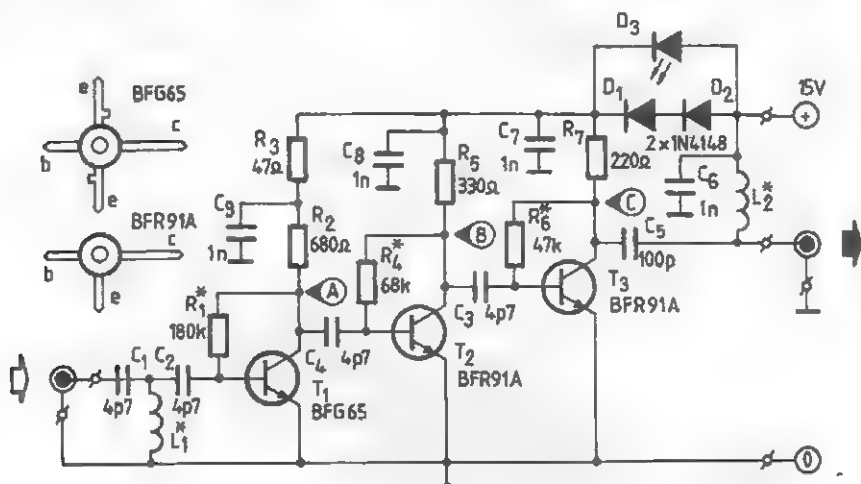 e
BFG65
b
c
e
BFR91A
b
c
e
D3
D1
D2
15V
+
2×1N4148
R3
47Ω
C8
1n
R5
330Ω
C7
1n
R7
220Ω
C6
1n
L2*
C9
1n
R2
680Ω
R4*
68k
B
R6*
47k
C
C5
100p
A
R1*
180k
C3
4p7
T3
BFR91A
C1
C2
4p7
4p7
L1*
C4
4p7
T1
BFG65
T2
BFR91A
0